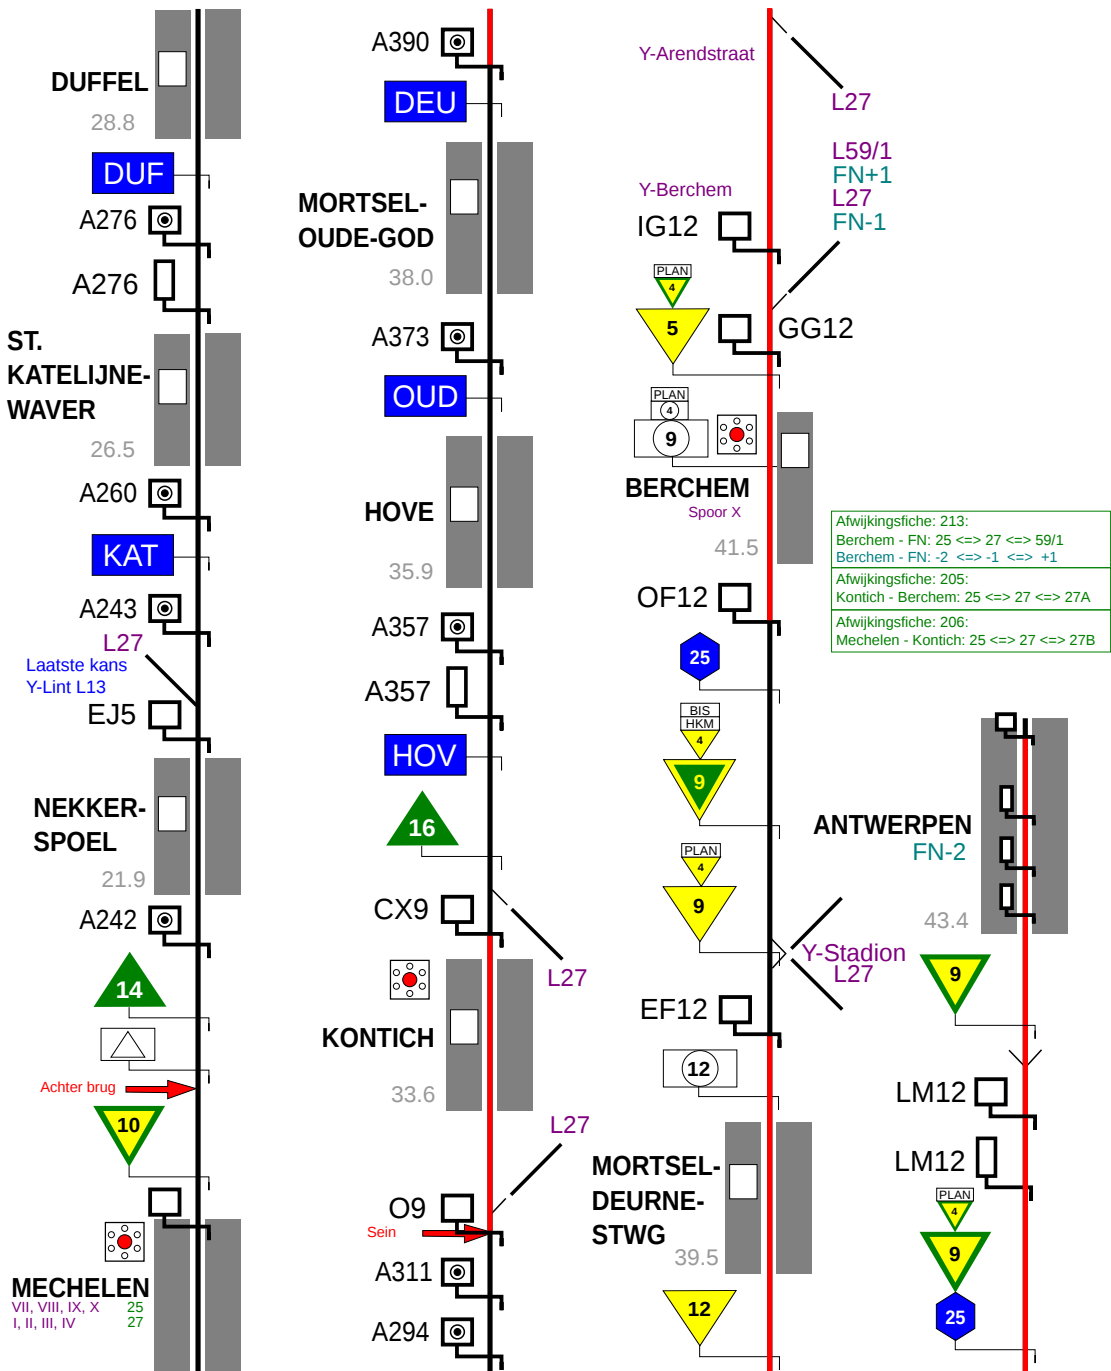 DUFFEL
28.8
DUF
A276
A276
ST.
KATELIJNE-
WAVER
26.5
A260
KAT
A243
L27
Laatste kans
Y-Lint L13
EJ5
NEKKER-
SPOEL
21.9
A242
14
Achter brug
10
MECHELEN
VII, VIII, IX, X 25
I, II, III, IV 27
A390
DEU
MORTSEL-
OUDE-GOD
38.0
A373
OUD
HOVE
35.9
A357
A357
HOV
16
CX9
L27
KONTICH
33.6
L27
O9
Sein
A311
A294
Y-Arendstraat
L27
L59/1
FN+1
L27
FN-1
Y-Berchem
IG12
PLAN
4
5
GG12
PLAN
4
9
BERCHEM
Spoor X
41.5
OF12
25
BIS
HKM
4
9
PLAN
4
9
Y-Stadion
L27
EF12
12
MORTSEL-
DEURNE-
STWG
39.5
12
Afwijkingsfiche: 213:
Berchem - FN: 25 <=> 27 <=> 59/1
Berchem - FN: -2 <=> -1 <=> +1
Afwijkingsfiche: 205:
Kontich - Berchem: 25 <=> 27 <=> 27A
Afwijkingsfiche: 206:
Mechelen - Kontich: 25 <=> 27 <=> 27B
ANTWERPEN
FN-2
43.4
9
LM12
LM12
PLAN
4
9
25